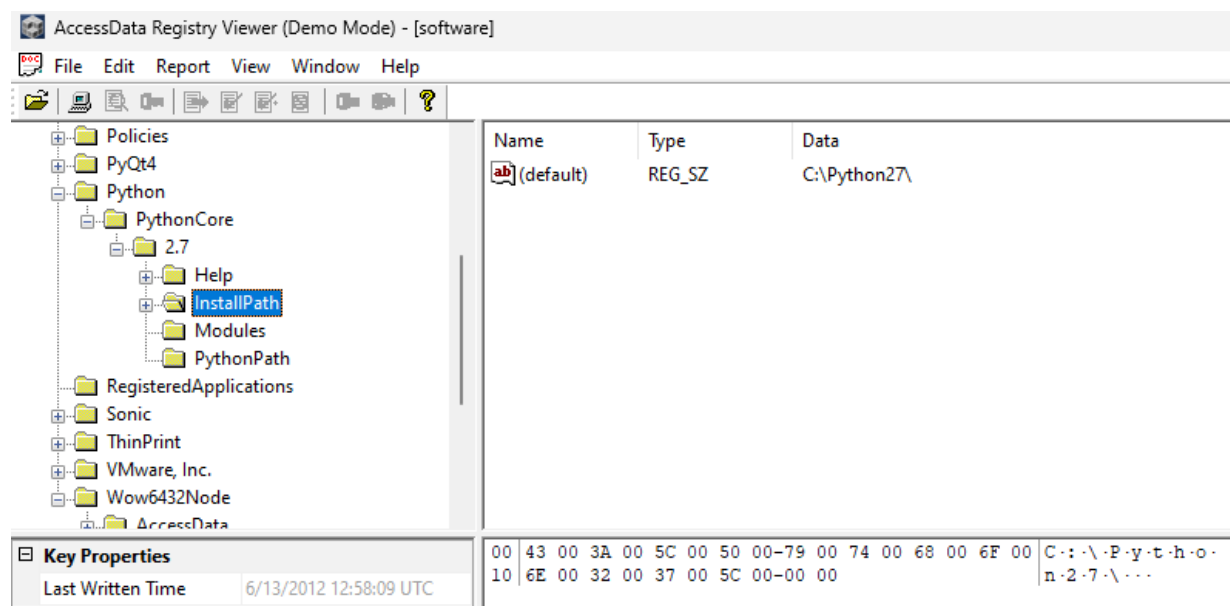 AccessData Registry Viewer (Demo Mode) - [software]
DOC
File Edit Report View Window Help
Policies
PyQt4
Python
PythonCore
2.7
Help
InstallPath
Modules
PythonPath
RegisteredApplications
Sonic
ThinPrint
VMware, Inc.
Wow6432Node
AccessData
Name Type Data
ab (default) REG_SZ C:\Python27\
Key Properties
Last Written Time 6/13/2012 12:58:09 UTC
00 43 00 3A 00 5C 00 50 00-79 00 74 00 68 00 6F 00 C·:·\·P·y·t·h·o·
10 6E 00 32 00 37 00 5C 00-00 00 n·2·7·\···